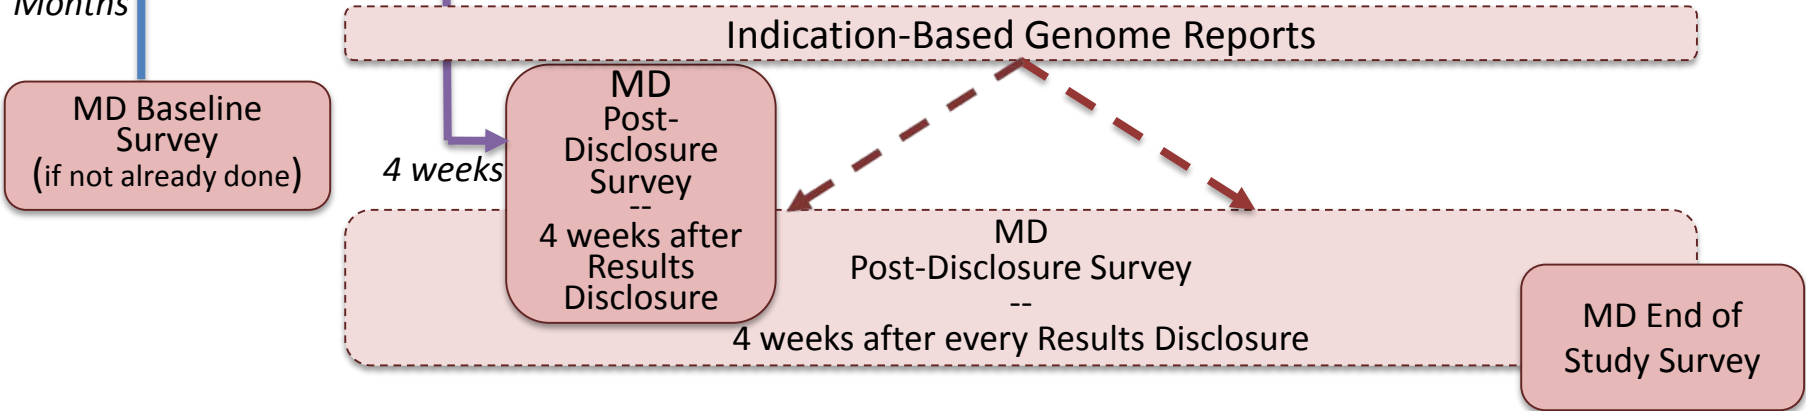 Months
Indication-Based Genome Reports
MD Baseline
Survey
(if not already done)
4 weeks
MD
Post-
Disclosure
Survey
--
4 weeks after
Results
Disclosure
MD
Post-Disclosure Survey
--
4 weeks after every Results Disclosure
MD End of
Study Survey